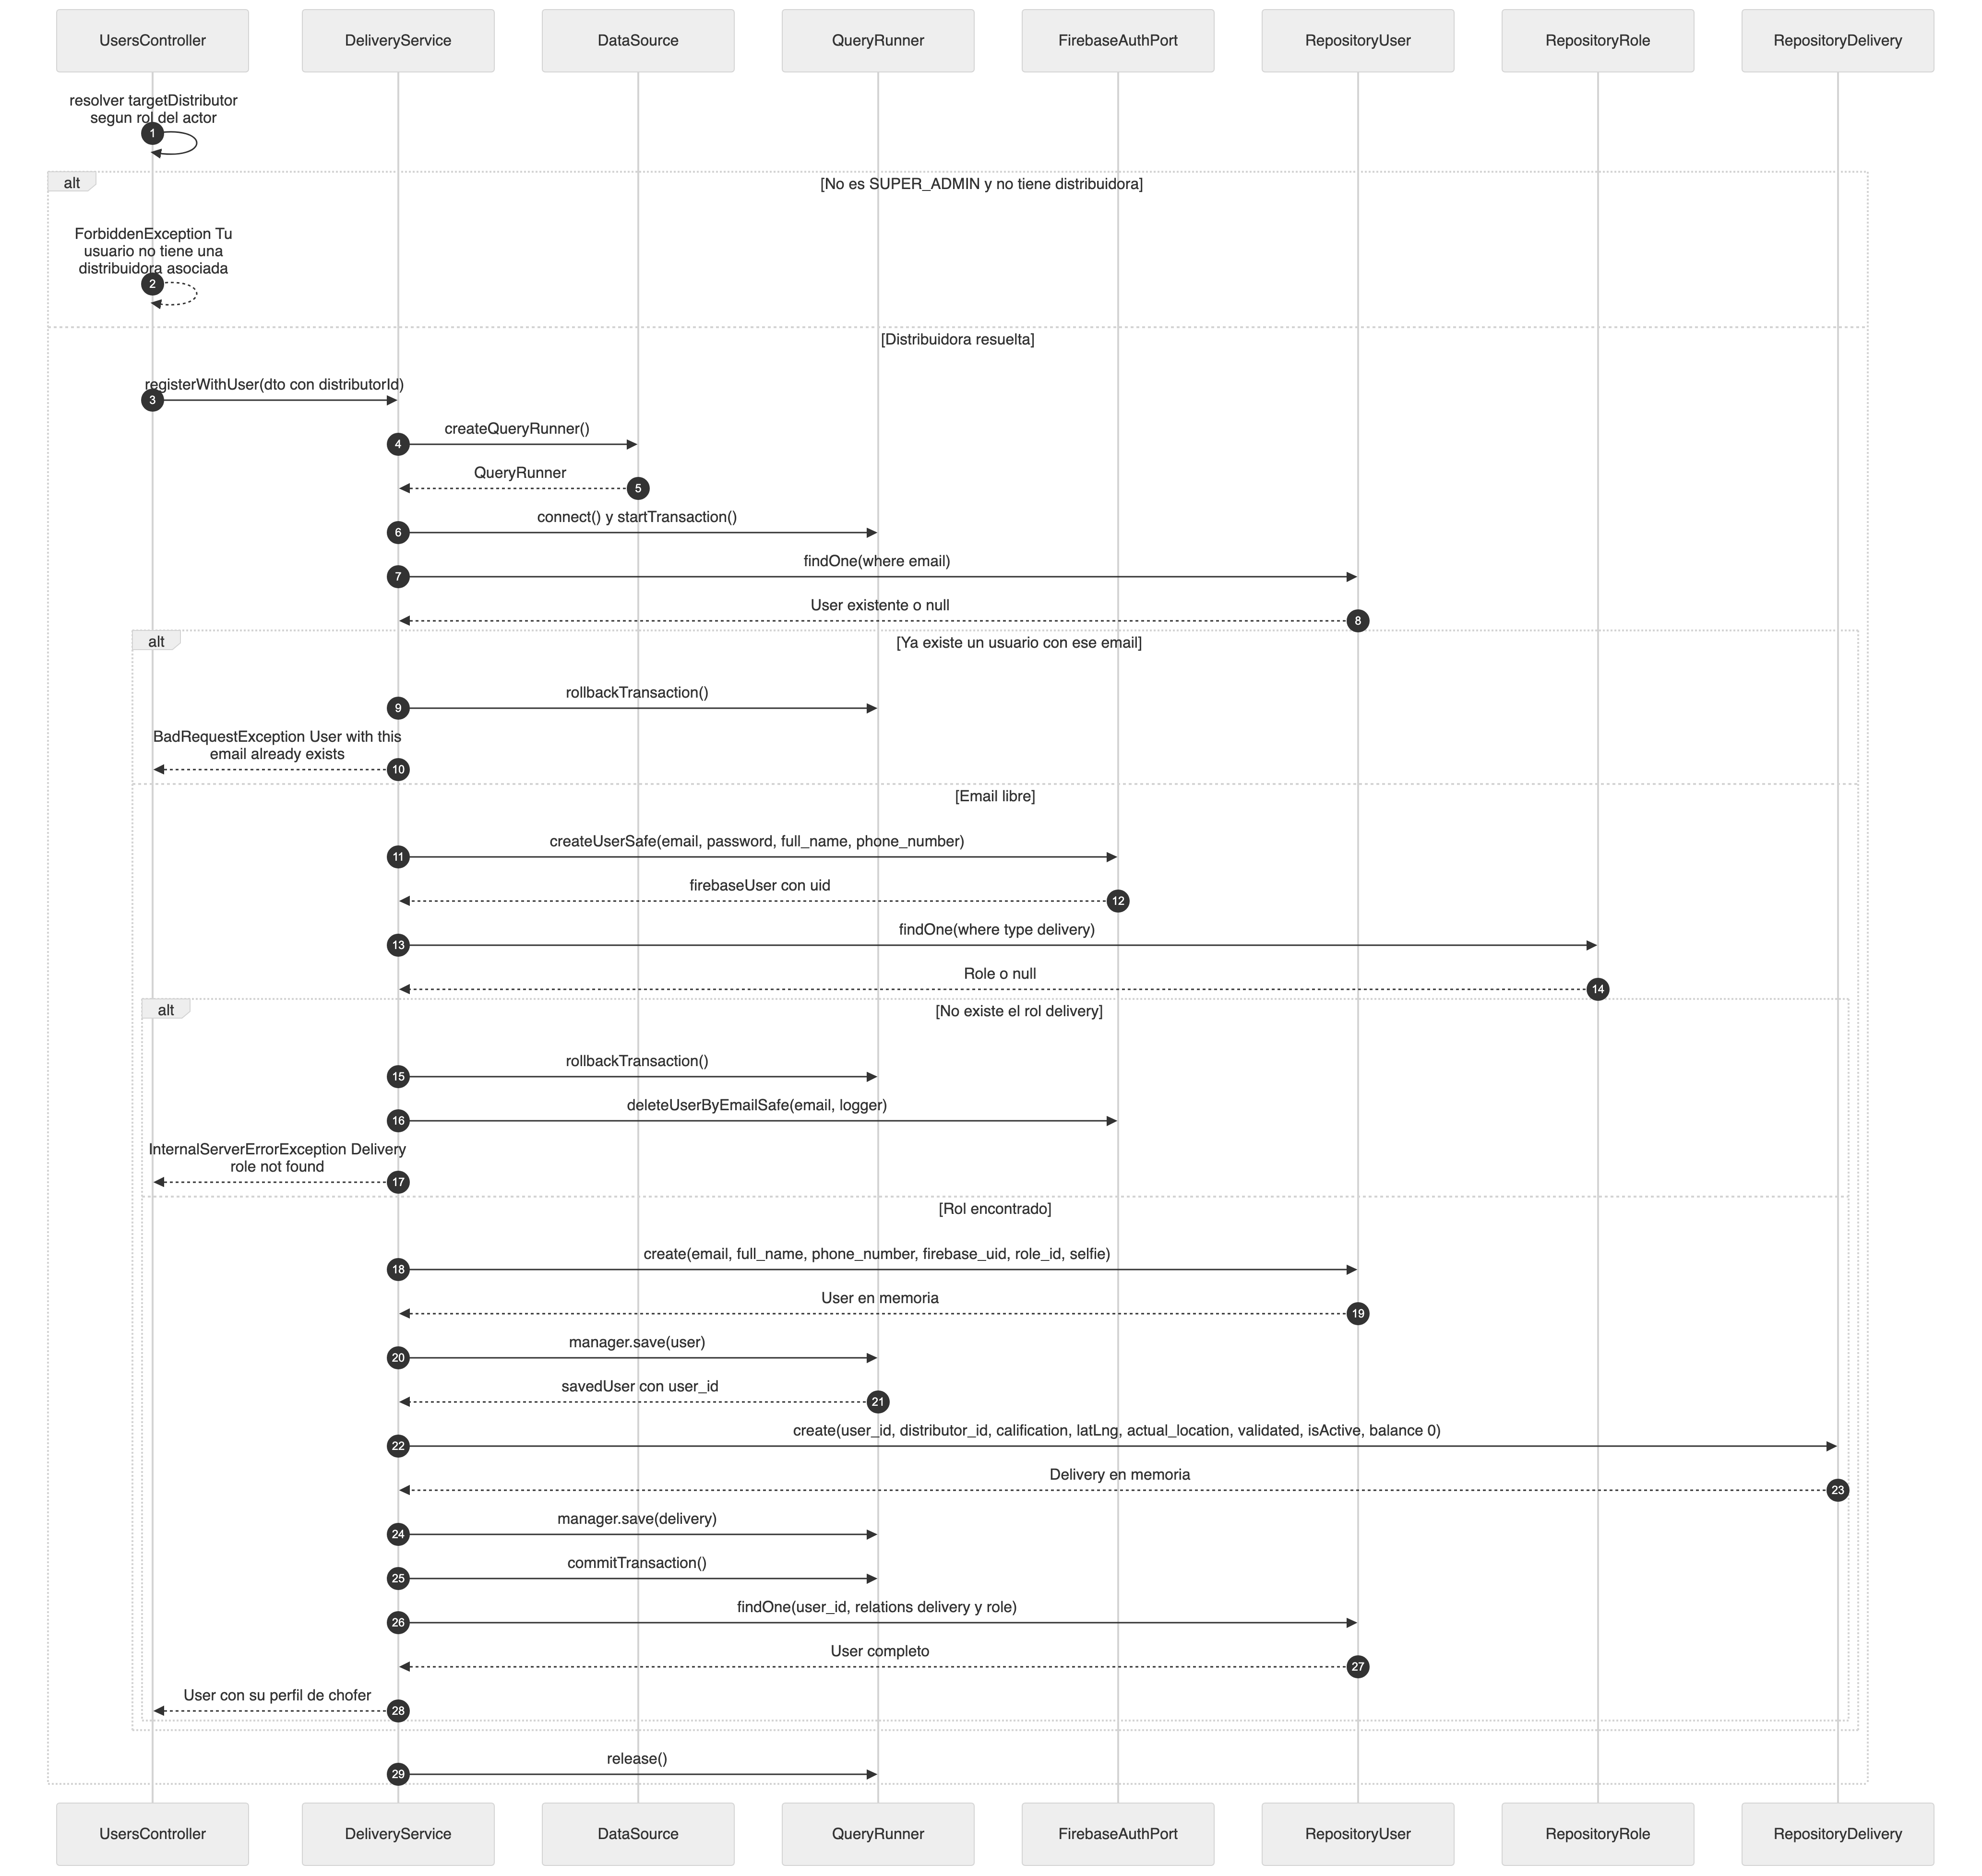 UsersController
DeliveryService
DataSource
QueryRunner
FirebaseAuthPort
RepositoryUser
RepositoryRole
RepositoryDelivery
resolver targetDistributor
segun rol del actor
1
alt
[No es SUPER_ADMIN y no tiene distribuidora]
ForbiddenException Tu
usuario no tiene una
distribuidora asociada
2
[Distribuidora resuelta]
registerWithUser(dto con distributorId)
3
createQueryRunner()
4
QueryRunner
5
connect() y startTransaction()
6
findOne(where email)
7
User existente o null
8
alt
[Ya existe un usuario con ese email]
rollbackTransaction()
9
BadRequestException User with this
email already exists
10
[Email libre]
createUserSafe(email, password, full_name, phone_number)
11
firebaseUser con uid
12
findOne(where type delivery)
13
Role o null
14
alt
[No existe el rol delivery]
rollbackTransaction()
15
deleteUserByEmailSafe(email, logger)
16
InternalServerErrorException Delivery
role not found
17
[Rol encontrado]
create(email, full_name, phone_number, firebase_uid, role_id, selfie)
18
User en memoria
19
manager.save(user)
20
savedUser con user_id
21
create(user_id, distributor_id, calification, latLng, actual_location, validated, isActive, balance 0)
22
Delivery en memoria
23
manager.save(delivery)
24
commitTransaction()
25
findOne(user_id, relations delivery y role)
26
User completo
27
User con su perfil de chofer
28
release()
29
UsersController
DeliveryService
DataSource
QueryRunner
FirebaseAuthPort
RepositoryUser
RepositoryRole
RepositoryDelivery